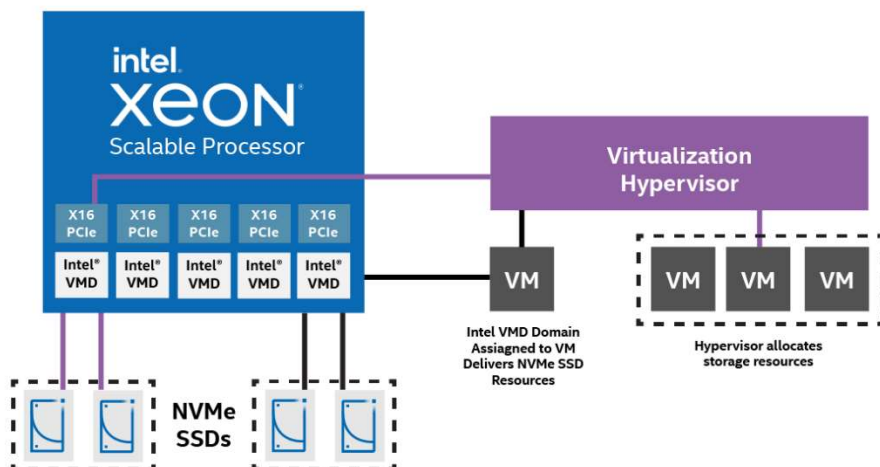 intel.
xeon®
Scalable Processor
Virtualization
Hypervisor
X16
PCIe
X16
PCIe
X16
PCIe
X16
PCIe
X16
PCIe
Intel®
VMD
Intel®
VMD
Intel®
VMD
Intel®
VMD
Intel®
VMD
VM
VM
VM
VM
Intel VMD Domain
Assiagned to VM
Delivers NVMe SSD
Resources
Hypervisor allocates
storage resources
NVMe
SSDs